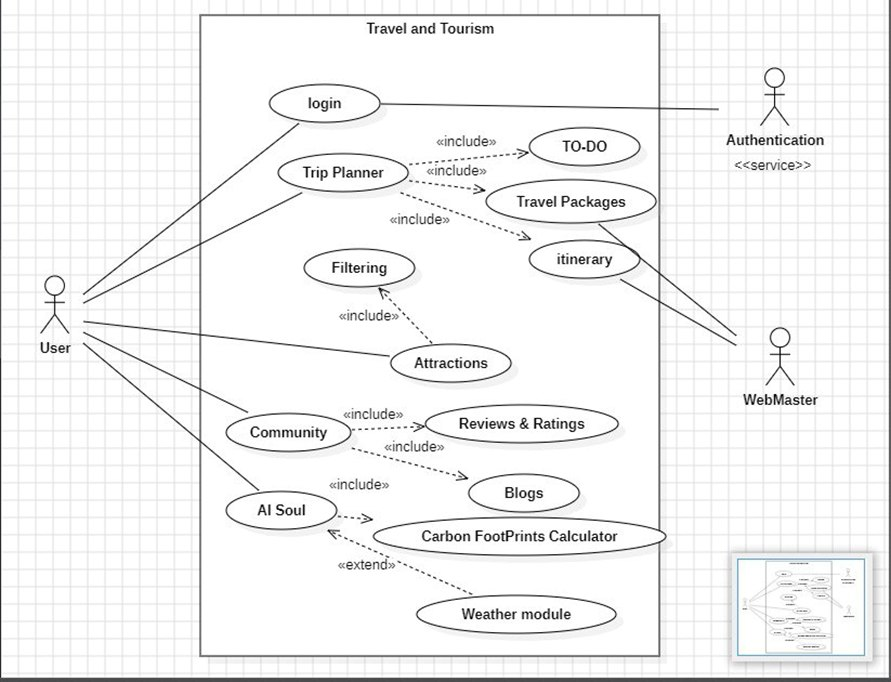 Travel and Tourism
login
Authentication
<<service>>
«include»
TO-DO
Trip Planner
«include»
Travel Packages
«include»
itinerary
Filtering
«include»
User
Attractions
WebMaster
«include»
Reviews & Ratings
Community
«include»
«include»
Blogs
AI Soul
Carbon FootPrints Calculator
«extend»
Weather module